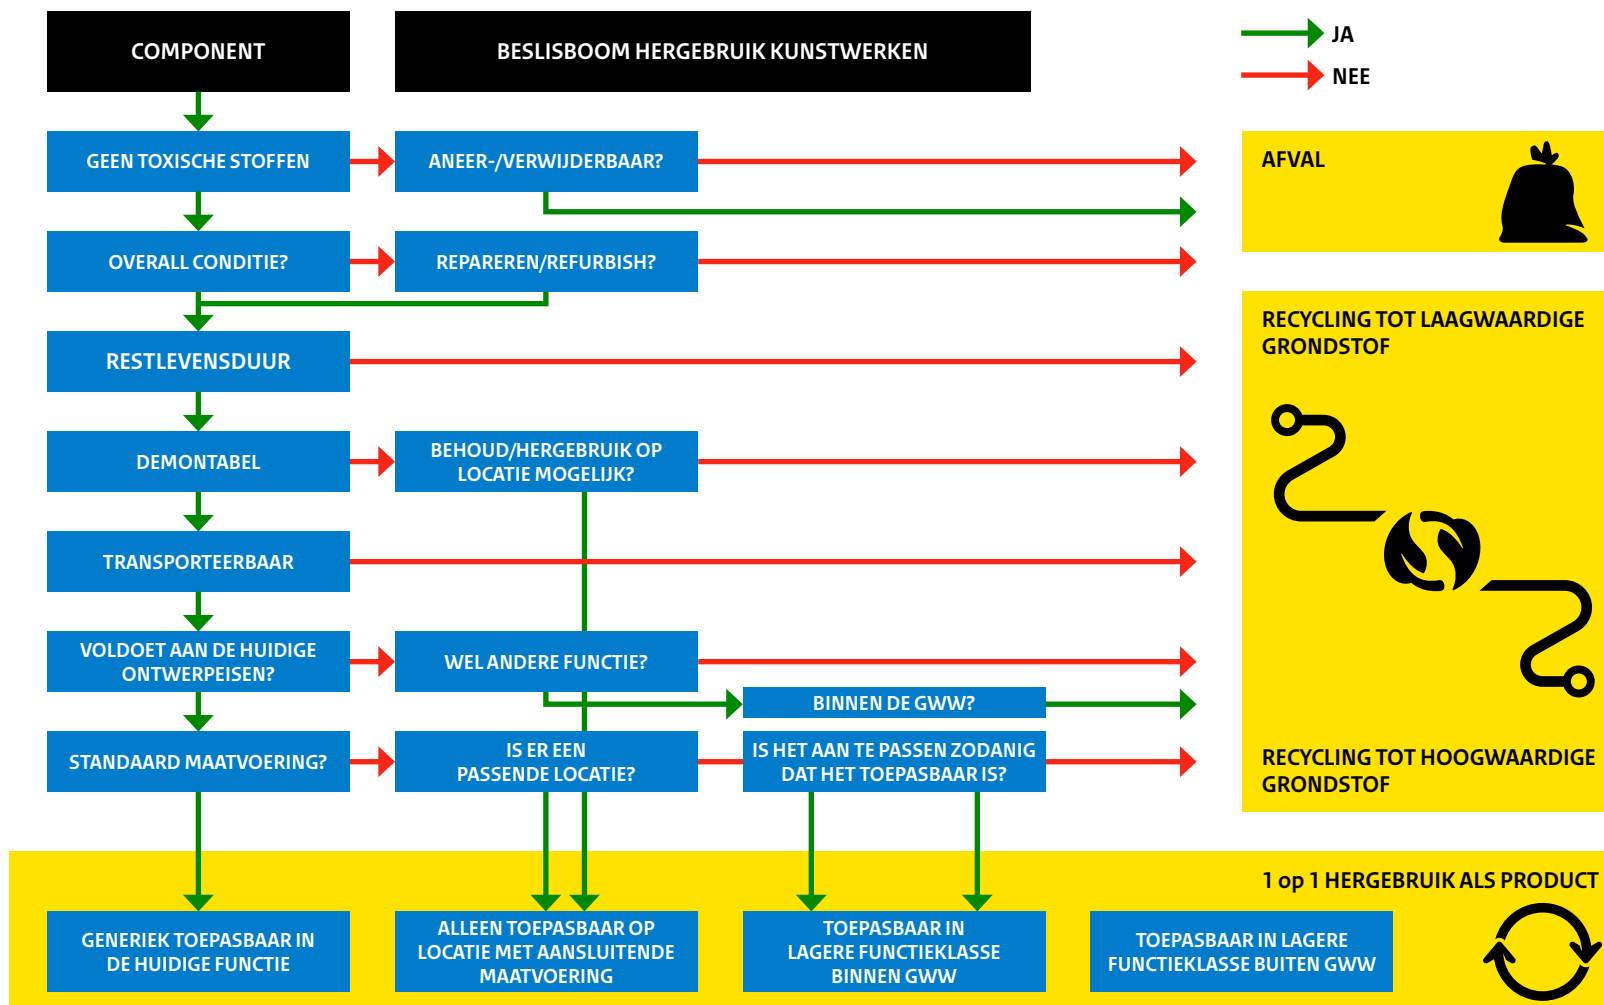 COMPONENT
BESLISBOOM HERGEBRUIK KUNSTWERKEN
JA
NEE
GEEN TOXISCHE STOFFEN
ANEER-/VERWIJDERBAAR?
AFVAL
OVERALL CONDITIE?
REPAREREN/REFURBISH?
RECYCLING TOT LAAGWAARDIGE
GRONDSTOF
RESTLEVENSDUUR
DEMONTABEL
BEHOUD/HERGEBRUIK OP
LOCATIE MOGELIJK?
TRANSPORTEERBAAR
VOLDOET AAN DE HUIDIGE
ONTWERPEISEN?
WEL ANDERE FUNCTIE?
BINNEN DE GWW?
STANDAARD MAATVOERING?
IS ER EEN
PASSENDE LOCATIE?
IS HET AAN TE PASSEN ZODANIG
DAT HET TOEPASBAAR IS?
RECYCLING TOT HOOGWAARDIGE
GRONDSTOF
1 op 1 HERGEBRUIK ALS PRODUCT
GENERIEK TOEPASBAAR IN
DE HUIDIGE FUNCTIE
ALLEEN TOEPASBAAR OP
LOCATIE MET AANSLUITENDE
MAATVOERING
TOEPASBAAR IN
LAGERE FUNCTIEKLASSE
BINNEN GWW
TOEPASBAAR IN LAGERE
FUNCTIEKLASSE BUITEN GWW